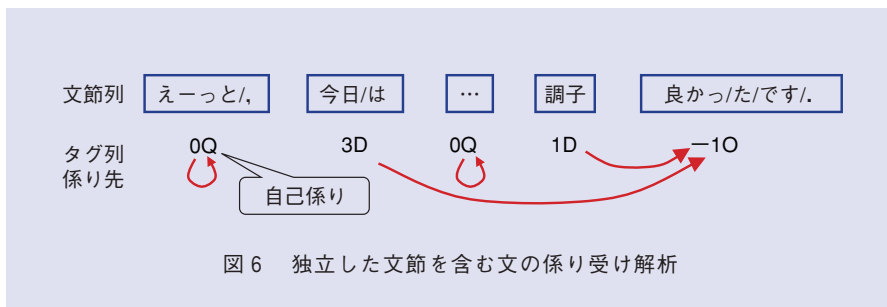 文節列 えーっと/, 今日/は … 調子 良かっ/た/です/.
タグ列 0Q 3D 0Q 1D －1O
係り先
自己係り
図6　独立した文節を含む文の係り受け解析